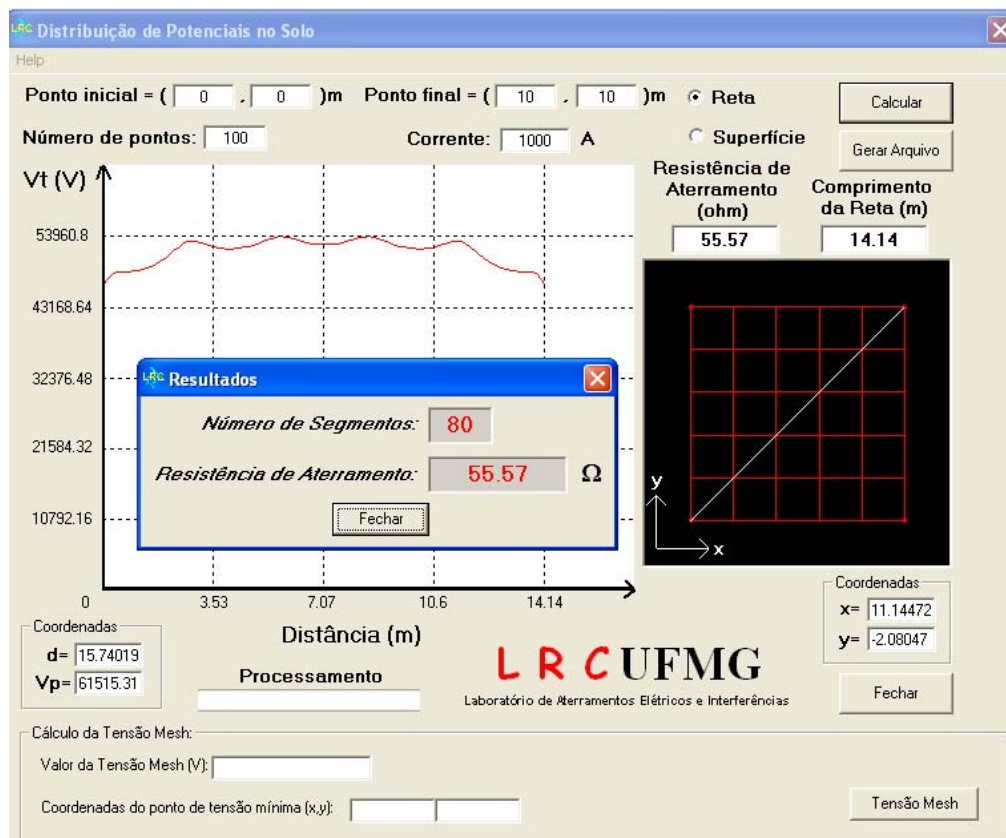 LRC Distribuição de Potenciais no Solo
Help
Ponto inicial = ( 0 , 0 )m Ponto final = ( 10 , 10 )m Reta Calcular
Número de pontos: 100 Corrente: 1000 A Superfície Gerar Arquivo
Vt (V)
53960.8
43168.64
32376.48
21584.32
10792.16
0 3.53 7.07 10.6 14.14
Distância (m)
Resistência de
Aterramento
(ohm)
55.57
Comprimento
da Reta (m)
14.14
LRC Resultados
Número de Segmentos: 80
Resistência de Aterramento: 55.57 Ω
Fechar
y
x
Coordenadas
d= 15.74019
Vp= 61515.31
Processamento
L R C UFMG
Laboratório de Aterramentos Elétricos e Interferências
Coordenadas
x= 11.14472
y= -2.08047
Fechar
Cálculo da Tensão Mesh:
Valor da Tensão Mesh (V):
Coordenadas do ponto de tensão mínima (x,y):
Tensão Mesh